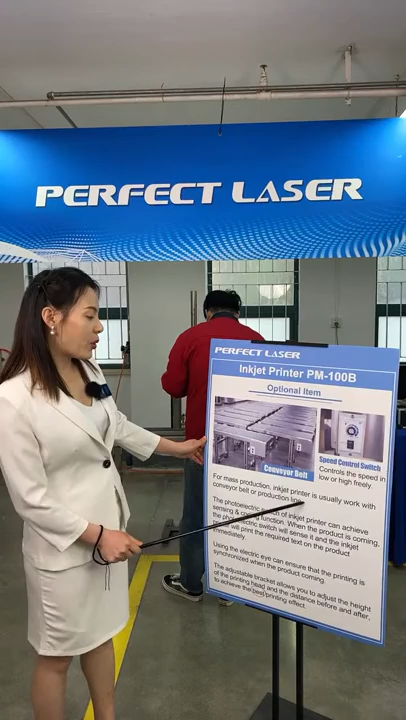 PERFECT LASER
PERFECT LASER
Inkjet Printer PM-100B
Optional Item
Conveyor Belt
Speed Control Switch
Controls the speed in
low or high freely.
For mass production, inkjet printer is usually work with
conveyor belt or production line.
The photoelectric of inkjet printer can achieve
sensing & function. When the product is coming,
the switch will sense it and the inkjet
will print the required text on the product
immediately.
Using the electric eye can ensure that the printing is
synchronized when the product coming.
The adjustable bracket allows you to adjust the height
of the printing head and the distance before and after,
to achieve the best printing effect.